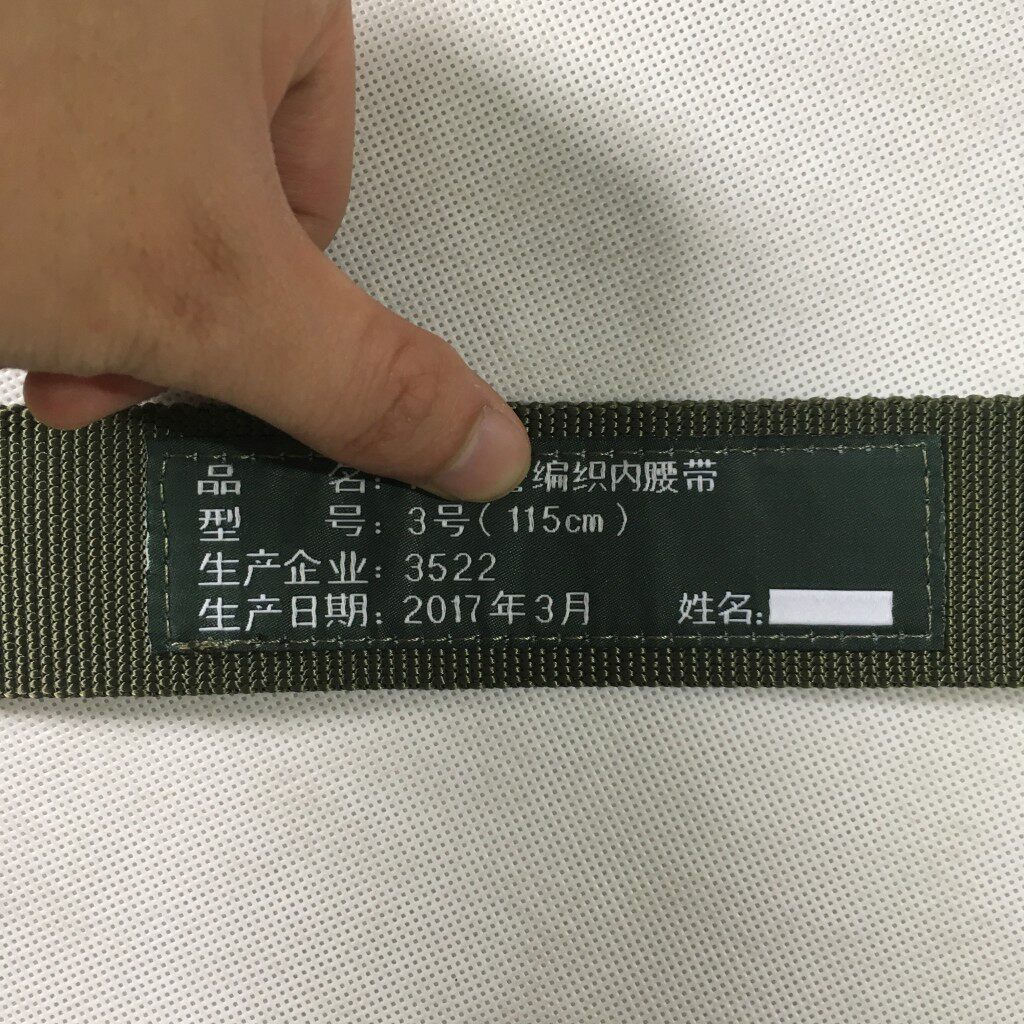 品 名: 编织内腰带
型 号: 3号(115cm)
生产企业: 3522
生产日期: 2017年3月 姓名: